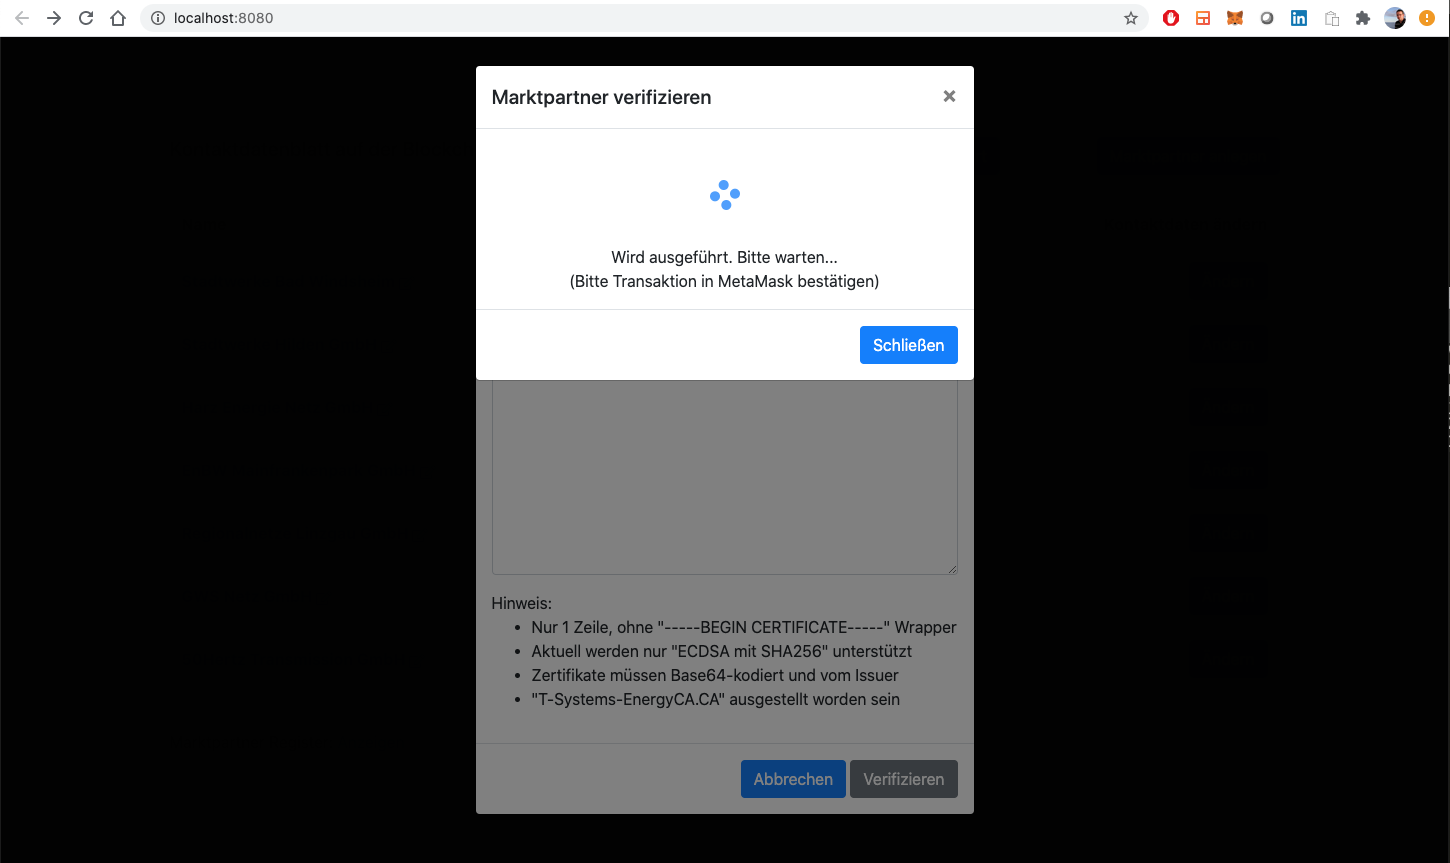 localhost:8080
Marktpartner verifizieren
×
Wird ausgeführt. Bitte warten...
(Bitte Transaktion in MetaMask bestätigen)
Schließen
Hinweis:
• Nur 1 Zeile, ohne "-----BEGIN CERTIFICATE-----" Wrapper
• Aktuell werden nur "ECDSA mit SHA256" unterstützt
• Zertifikate müssen Base64-kodiert und vom Issuer
• "T-Systems-EnergyCA.CA" ausgestellt worden sein
Abbrechen Verifizieren